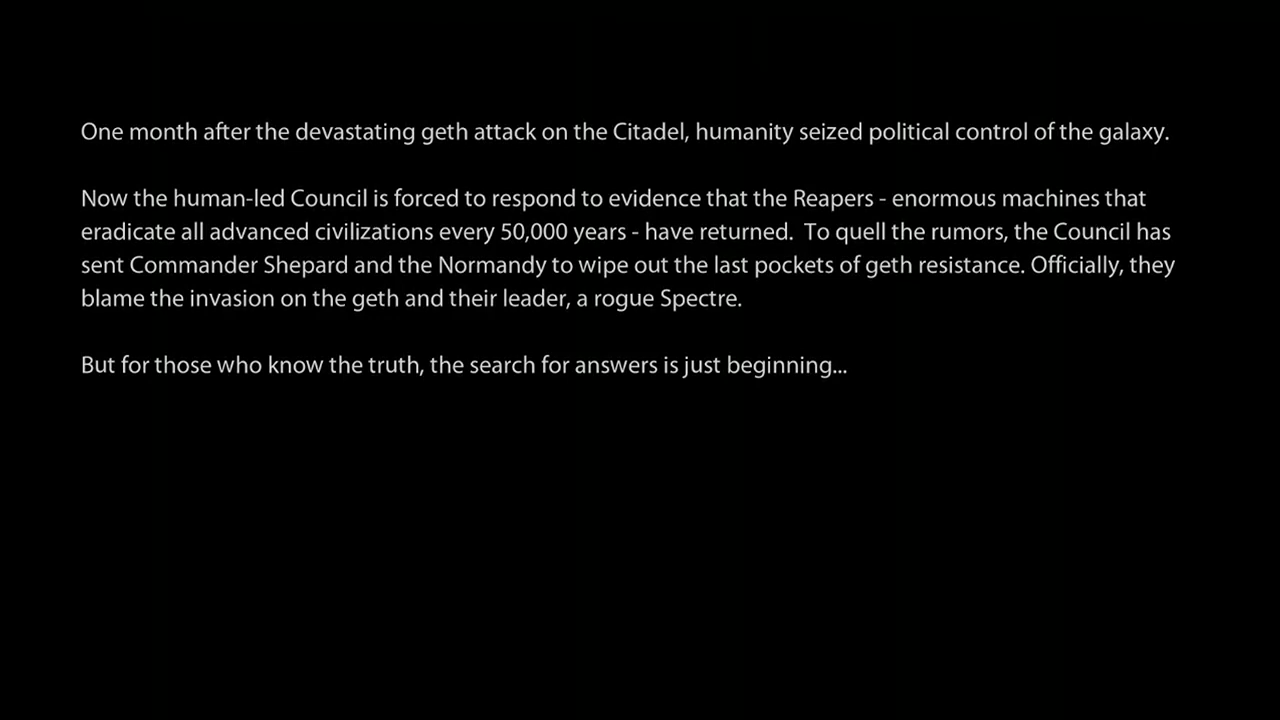 One month after the devastating geth attack on the Citadel, humanity seized political control of the galaxy.
Now the human-led Council is forced to respond to evidence that the Reapers - enormous machines that
eradicate all advanced civilizations every 50,000 years - have returned.  To quell the rumors, the Council has
sent Commander Shepard and the Normandy to wipe out the last pockets of geth resistance. Officially, they
blame the invasion on the geth and their leader, a rogue Spectre.
But for those who know the truth, the search for answers is just beginning...